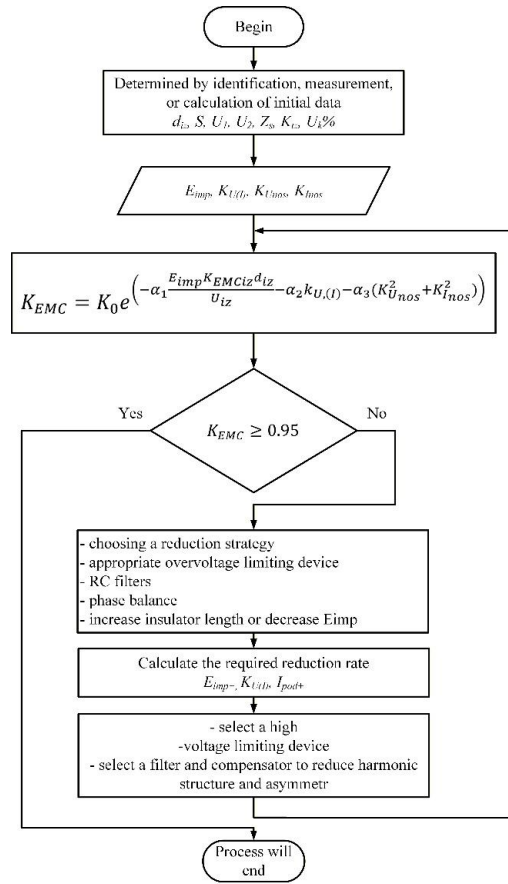 Begin
Determined by identification, measurement,
or calculation of initial data
d_iz, S, U_1, U_2, Z_s, K_t, U_k%
E_imp, K_U(I), K_Unos, K_Inos
K_EMC = K_0 e^(-α_1 (E_imp K_EMCiz d_iz)/(U_iz) - α_2 k_U,(I) - α_3 (K_U_nos^2 + K_I_nos^2))
Yes
No
K_EMC ≥ 0.95
- choosing a reduction strategy
- appropriate overvoltage limiting device
- RC filters
- phase balance
- increase insulator length or decrease Eimp
Calculate the required reduction rate
E_imp-, K_U(I), I_pod+
- select a high
-voltage limiting device
- select a filter and compensator to reduce harmonic
structure and asymmetr
Process will
end